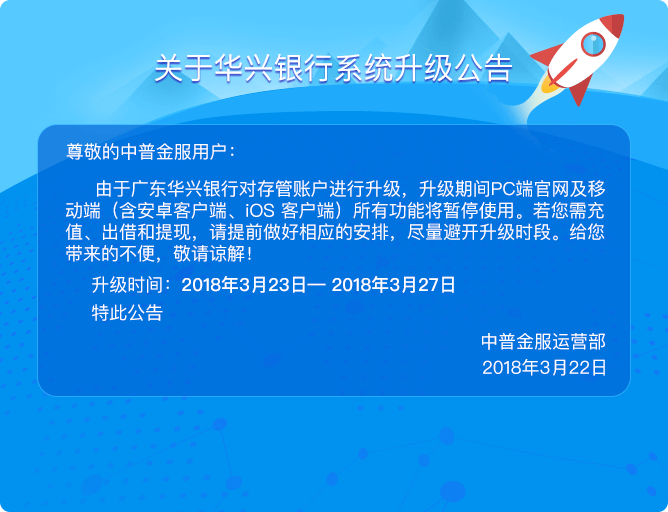 关于华兴银行系统升级公告
尊敬的中普金服用户：
由于广东华兴银行对存管账户进行升级，升级期间PC端官网及移
动端（含安卓客户端、iOS 客户端）所有功能将暂停使用。若您需充
值、出借和提现，请提前做好相应的安排，尽量避开升级时段。给您
带来的不便，敬请谅解！
升级时间：2018年3月23日— 2018年3月27日
特此公告
中普金服运营部
2018年3月22日